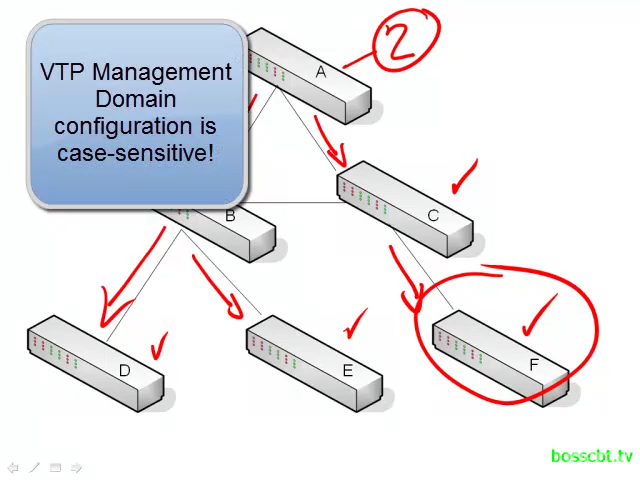 VTP Management
Domain
configuration is
case-sensitive!
A
2
B
C
D
E
F
bosscbt.tv